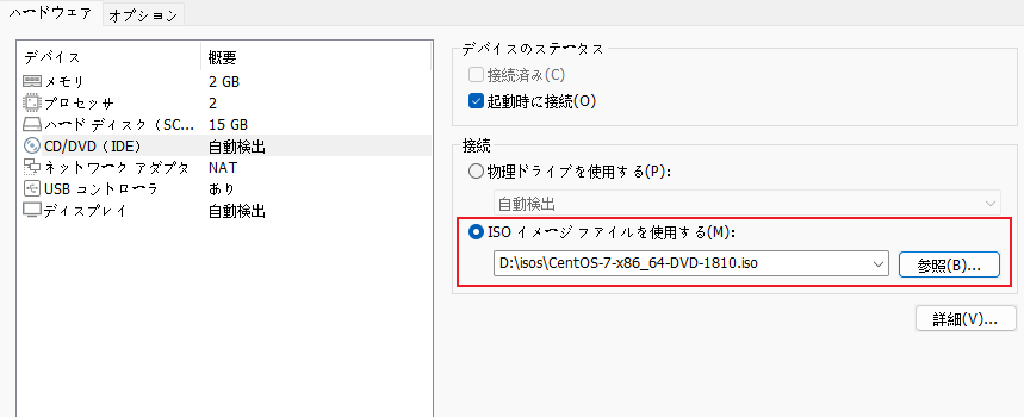 ハードウェア オプション
デバイス 概要
メモリ 2 GB
プロセッサ 2
ハード ディスク (SC... 15 GB
CD/DVD (IDE) 自動検出
ネットワーク アダプタ NAT
USB コントローラ あり
ディスプレイ 自動検出
デバイスのステータス
接続済み(C)
起動時に接続(O)
接続
物理ドライブを使用する(P):
自動検出
ISO イメージ ファイルを使用する(M):
D:\isos\CentOS-7-x86_64-DVD-1810.iso
参照(B)...
詳細(V)...